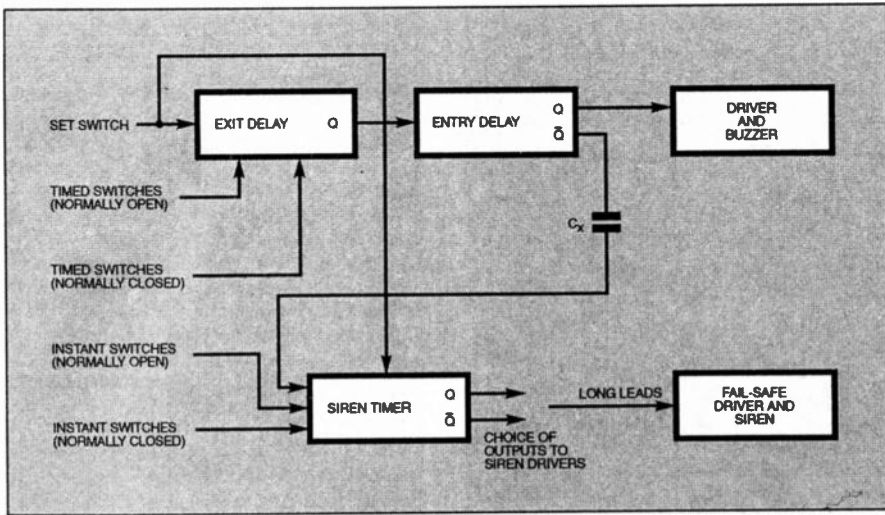 SET SWITCH
EXIT DELAY Q
ENTRY DELAY
Q
Q̅
DRIVER
AND
BUZZER
TIMED SWITCHES
(NORMALLY OPEN)
CX
TIMED SWITCHES
(NORMALLY CLOSED)
INSTANT SWITCHES
(NORMALLY OPEN)
INSTANT SWITCHES
(NORMALLY CLOSED)
SIREN TIMER
Q
Q̅
CHOICE OF
OUTPUTS TO
SIREN DRIVERS
LONG LEADS
FAIL-SAFE
DRIVER AND
SIREN